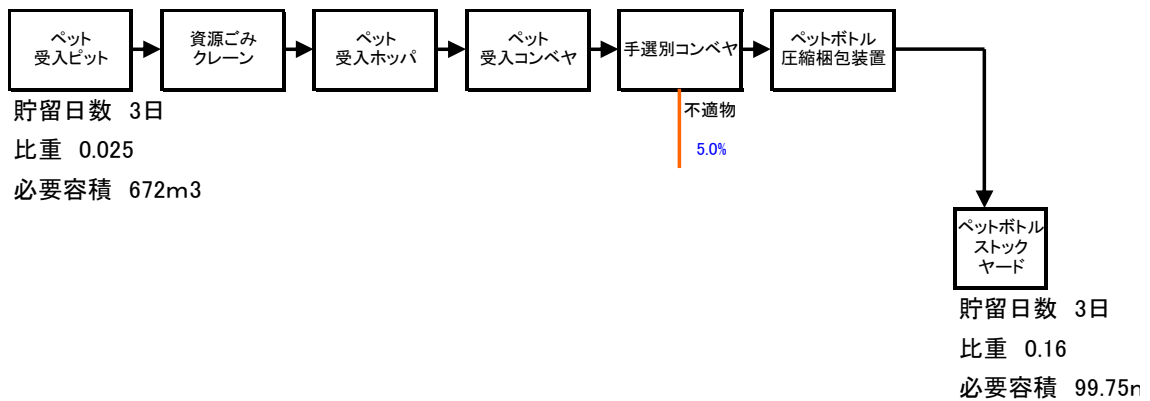 ペット
受入ピット
資源ごみ
クレーン
ペット
受入ホッパ
ペット
受入コンベヤ
手選別コンベヤ
ペットボトル
圧縮梱包装置
不適物
5.0%
貯留日数 3日
比重 0.025
必要容積 672m3
ペットボトル
ストック
ヤード
貯留日数 3日
比重 0.16
必要容積 99.75